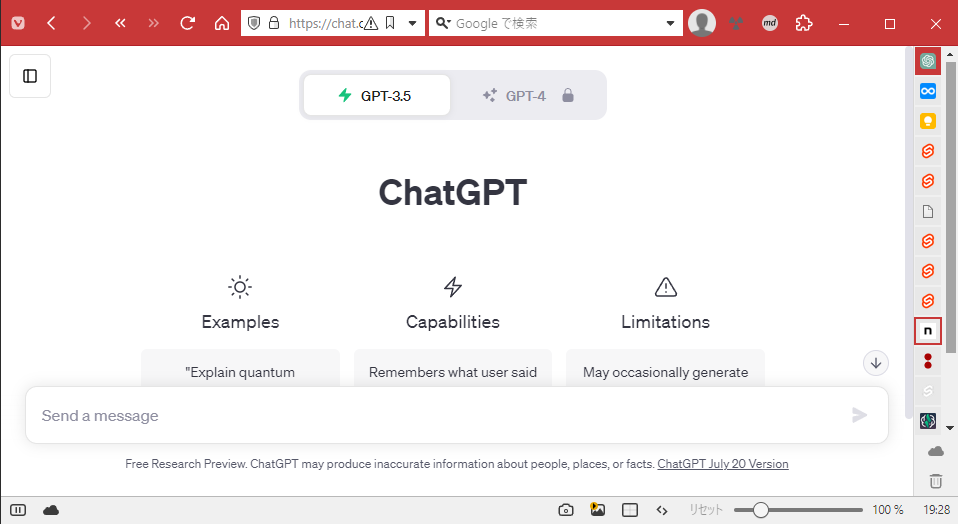 https://chat.c
Google で検索
md
GPT-3.5
GPT-4
ChatGPT
Examples
Capabilities
Limitations
"Explain quantum
Remembers what user said
May occasionally generate
Send a message
Free Research Preview. ChatGPT may produce inaccurate information about people, places, or facts. ChatGPT July 20 Version
n
リセット
100 %
19:28